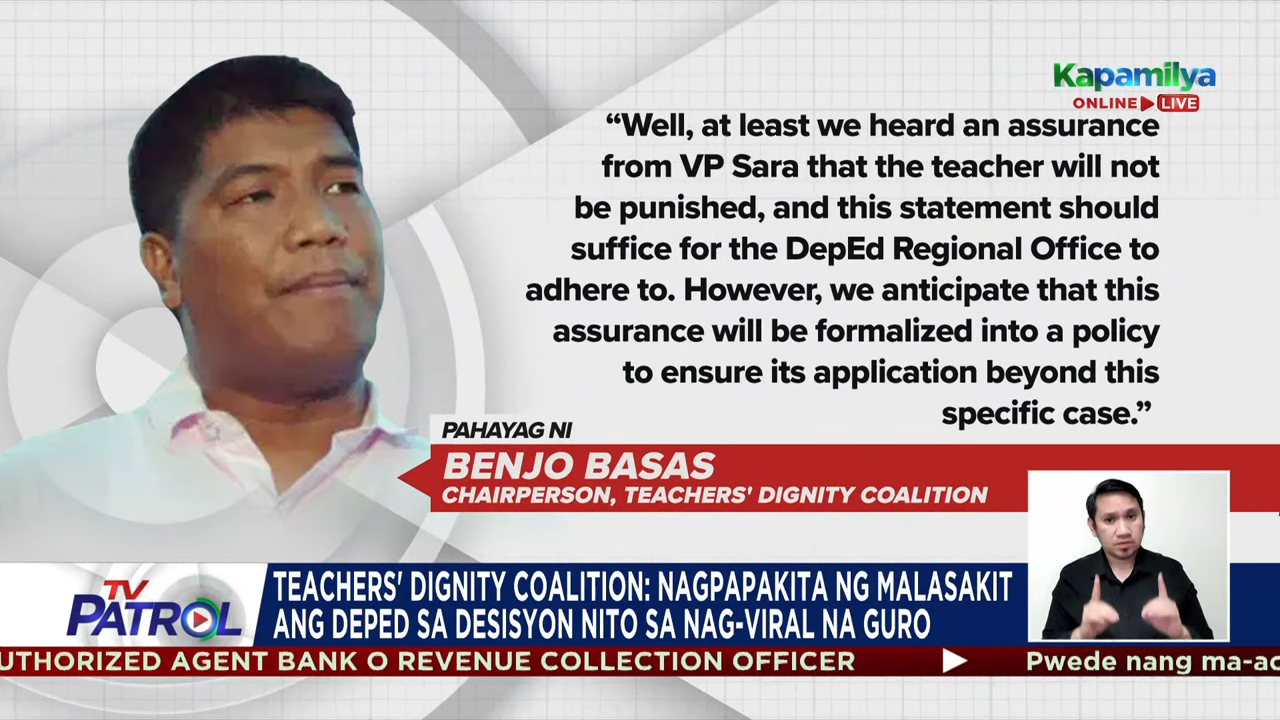 Kapamilya
ONLINE LIVE
“Well, at least we heard an assurance
from VP Sara that the teacher will not
be punished, and this statement should
suffice for the DepEd Regional Office to
adhere to. However, we anticipate that this
assurance will be formalized into a policy
to ensure its application beyond this
specific case.”
PAHAYAG NI
BENJO BASAS
CHAIRPERSON, TEACHERS' DIGNITY COALITION
TV PATROL
TEACHERS' DIGNITY COALITION: NAGPAPAKITA NG MALASAKIT
ANG DEPED SA DESISYON NITO SA NAG-VIRAL NA GURO
UTHORIZED AGENT BANK O REVENUE COLLECTION OFFICER Pwede nang ma-ac